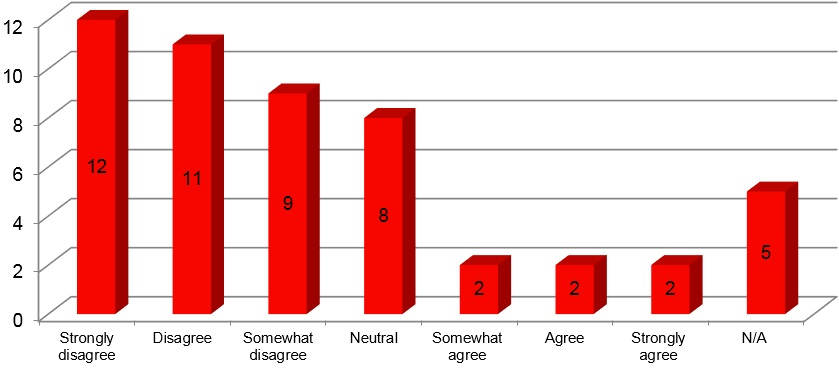 12
10
8
6
4
2
0
12
11
9
8
2
2
2
5
Strongly disagree
Disagree
Somewhat disagree
Neutral
Somewhat agree
Agree
Strongly agree
N/A